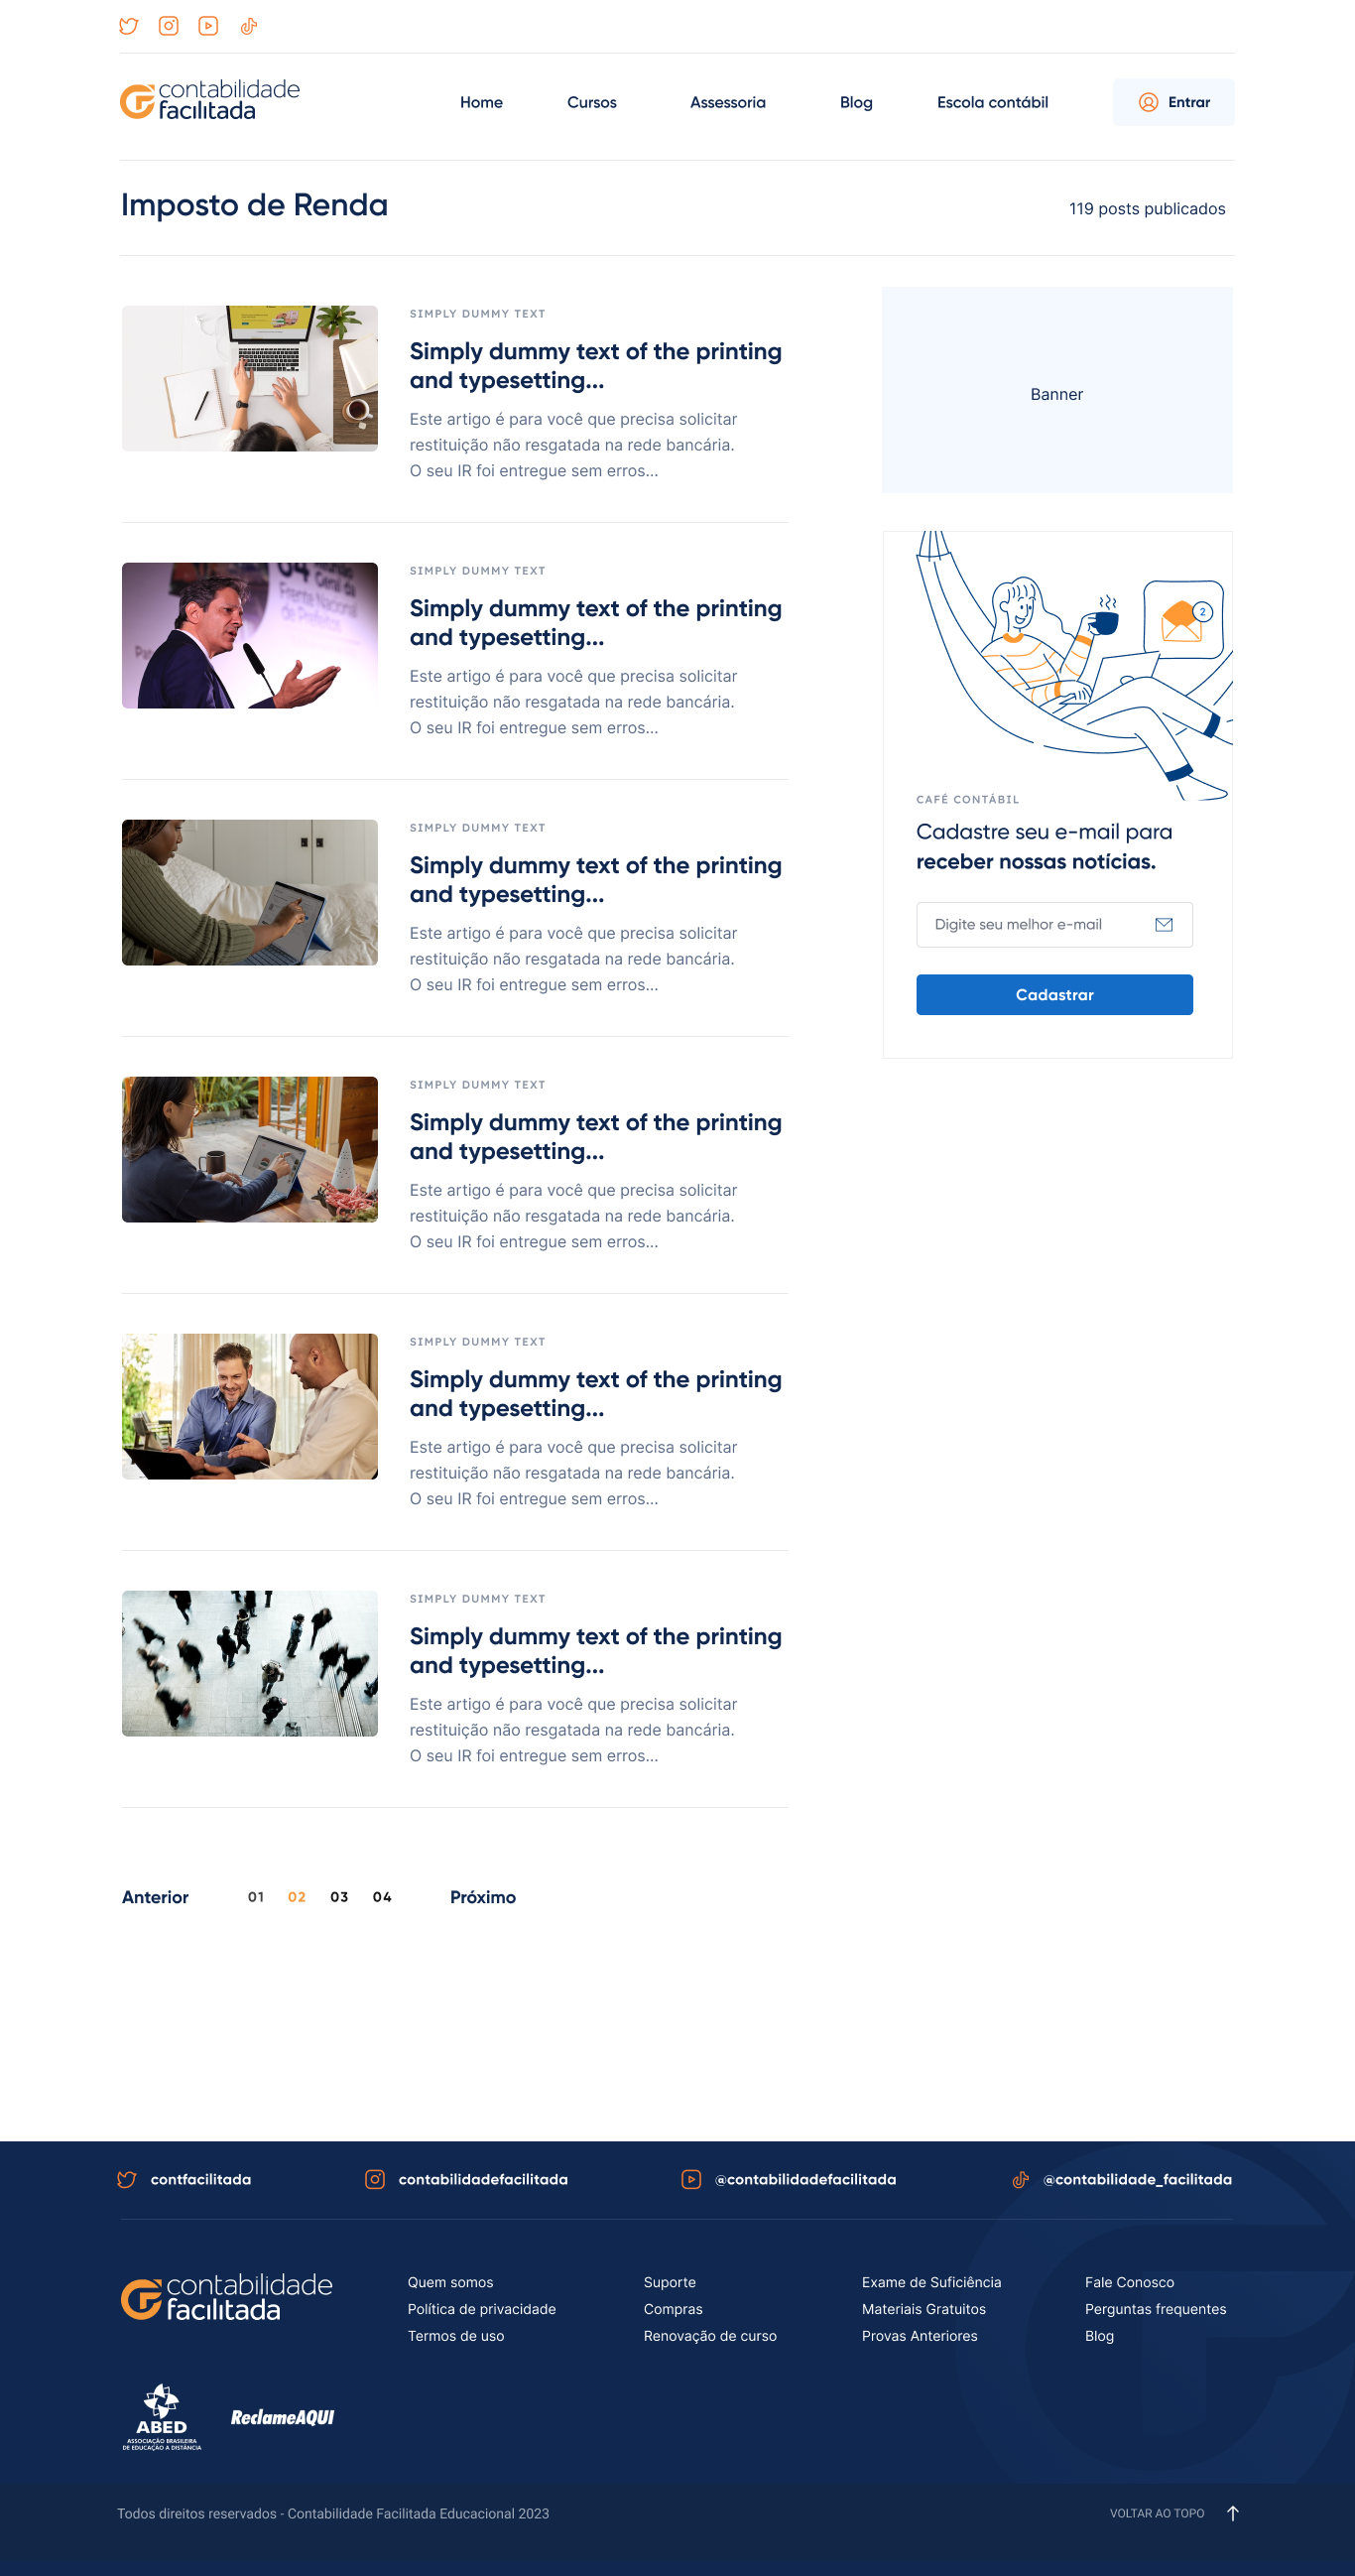 contabilidade
facilitada
Home
Cursos
Assessoria
Blog
Escola contábil
Entrar
Imposto de Renda
119 posts publicados
SIMPLY DUMMY TEXT
Simply dummy text of the printing
and typesetting...
Este artigo é para você que precisa solicitar
restituição não resgatada na rede bancária.
O seu IR foi entregue sem erros...
SIMPLY DUMMY TEXT
Simply dummy text of the printing
and typesetting...
Este artigo é para você que precisa solicitar
restituição não resgatada na rede bancária.
O seu IR foi entregue sem erros...
SIMPLY DUMMY TEXT
Simply dummy text of the printing
and typesetting...
Este artigo é para você que precisa solicitar
restituição não resgatada na rede bancária.
O seu IR foi entregue sem erros...
SIMPLY DUMMY TEXT
Simply dummy text of the printing
and typesetting...
Este artigo é para você que precisa solicitar
restituição não resgatada na rede bancária.
O seu IR foi entregue sem erros...
SIMPLY DUMMY TEXT
Simply dummy text of the printing
and typesetting...
Este artigo é para você que precisa solicitar
restituição não resgatada na rede bancária.
O seu IR foi entregue sem erros...
SIMPLY DUMMY TEXT
Simply dummy text of the printing
and typesetting...
Este artigo é para você que precisa solicitar
restituição não resgatada na rede bancária.
O seu IR foi entregue sem erros...
Banner
2
CAFÉ CONTÁBIL
Cadastre seu e-mail para
receber nossas notícias.
Digite seu melhor e-mail
Cadastrar
Anterior
01
02
03
04
Próximo
contfacilitada
contabilidadefacilitada
@contabilidadefacilitada
@contabilidade_facilitada
contabilidade
facilitada
Quem somos
Política de privacidade
Termos de uso
Suporte
Compras
Renovação de curso
Exame de Suficiência
Materiais Gratuitos
Provas Anteriores
Fale Conosco
Perguntas frequentes
Blog
ABED
ASSOCIAÇÃO BRASILEIRA
DE EDUCAÇÃO A DISTÂNCIA
ReclameAQUI
Todos direitos reservados - Contabilidade Facilitada Educacional 2023
VOLTAR AO TOPO